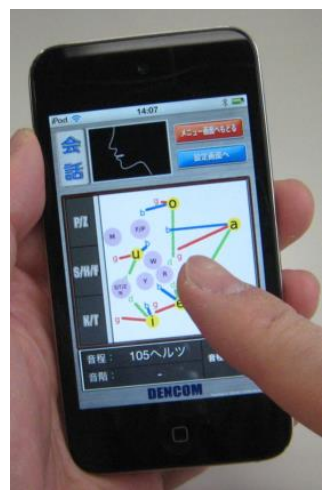 iPod 14:07
会話
メニュー画面へもどる
設定画面へ
P/Z
S/H/F
K/T
o
b
g
M
F/P
a
b
u
g
d
W
Y
R
g
d
b
g
i
e
音程： 105ヘルツ
音階： -
DENCOM